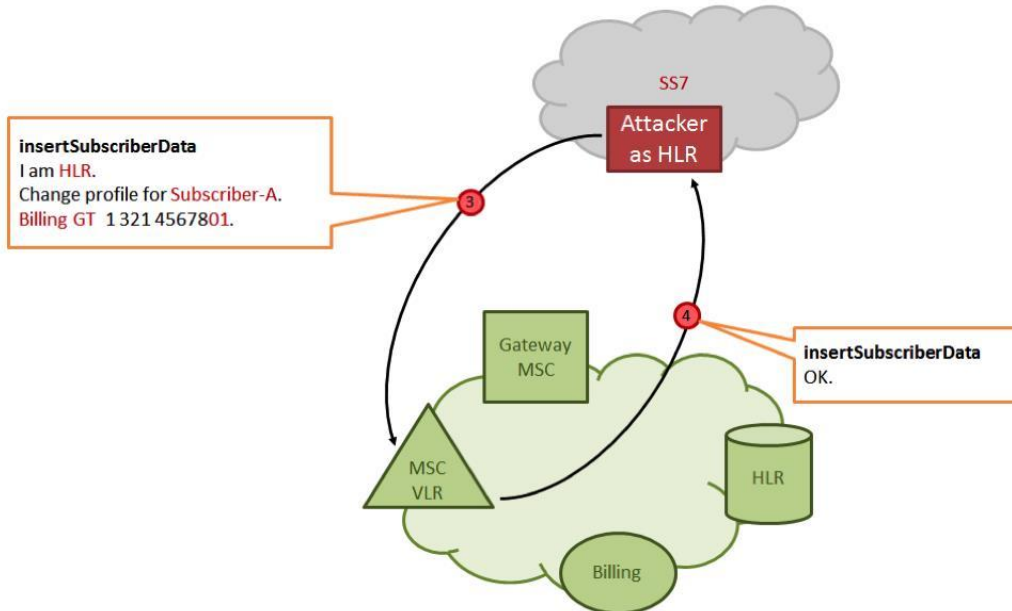 SS7
Attacker
as HLR
insertSubscriberData
I am HLR.
Change profile for Subscriber-A.
Billing GT 1 321 4567801.
3
4
insertSubscriberData
OK.
Gateway
MSC
MSC
VLR
HLR
Billing